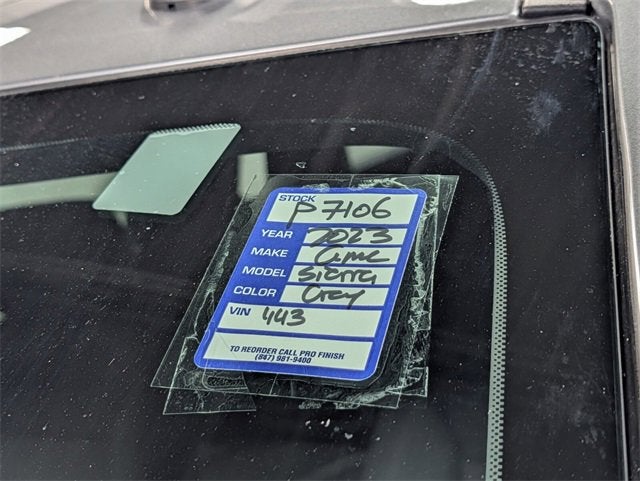 STOCK P7106
YEAR 2023
MAKE GMC
MODEL Sierra
COLOR Gray
VIN 443
TO REORDER CALL PRO FINISH
(847) 981-9400